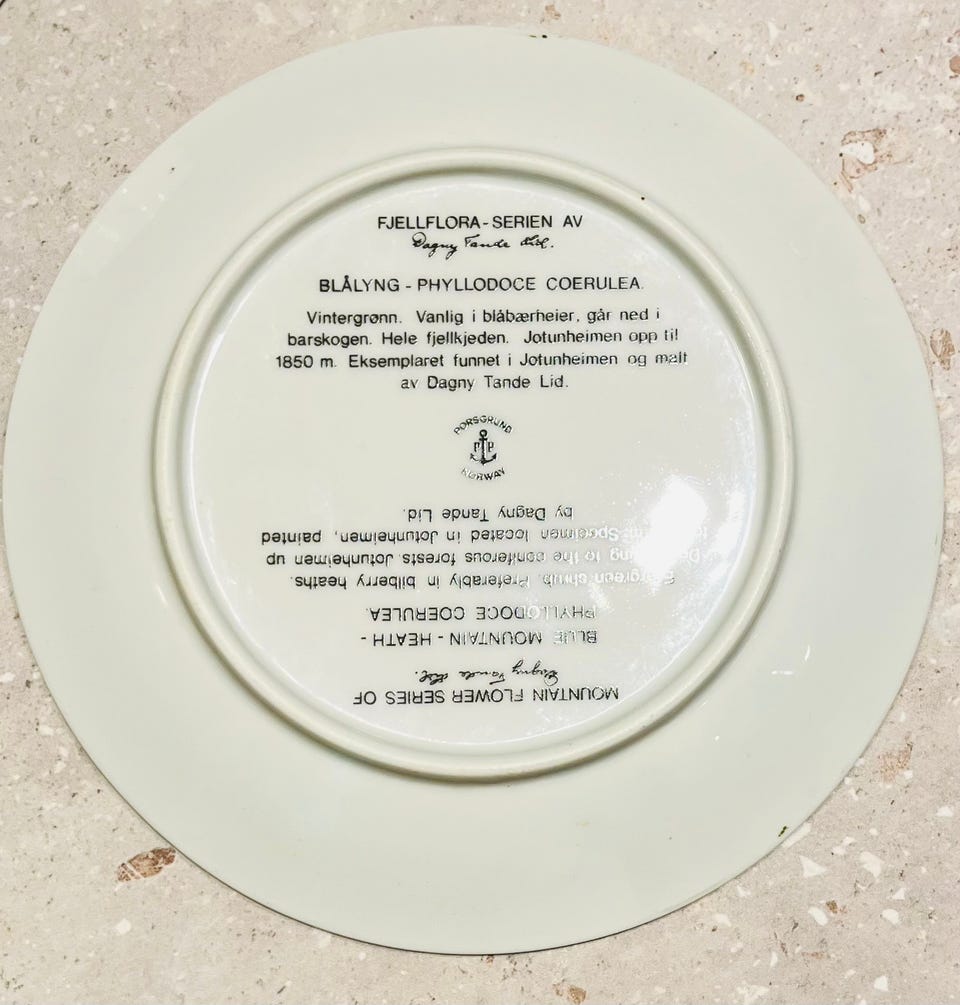 FJELLFLORA-SERIEN AV
Dagny Tande Lid.
BLÅLYNG - PHYLLODOCE COERULEA.
Vintergrønn. Vanlig i blåbærheier, går ned i
barskogen. Hele fjellkjeden. Jotunheimen opp til
1850 m. Eksemplaret funnet i Jotunheimen og malt
av Dagny Tande Lid.
PORSGRUND
PP
NORWAY
MOUNTAIN FLOWER SERIES OF
Dagny Tande Lid.
BLUE MOUNTAIN - HEATH -
PHYLLODOCE COERULEA.
Evergreen shrub. Preferably in bilberry heaths.
to the coniferous forests. Jotunheimen up
Specimen located in Jotunheimen, painted
by Dagny Tande Lid.